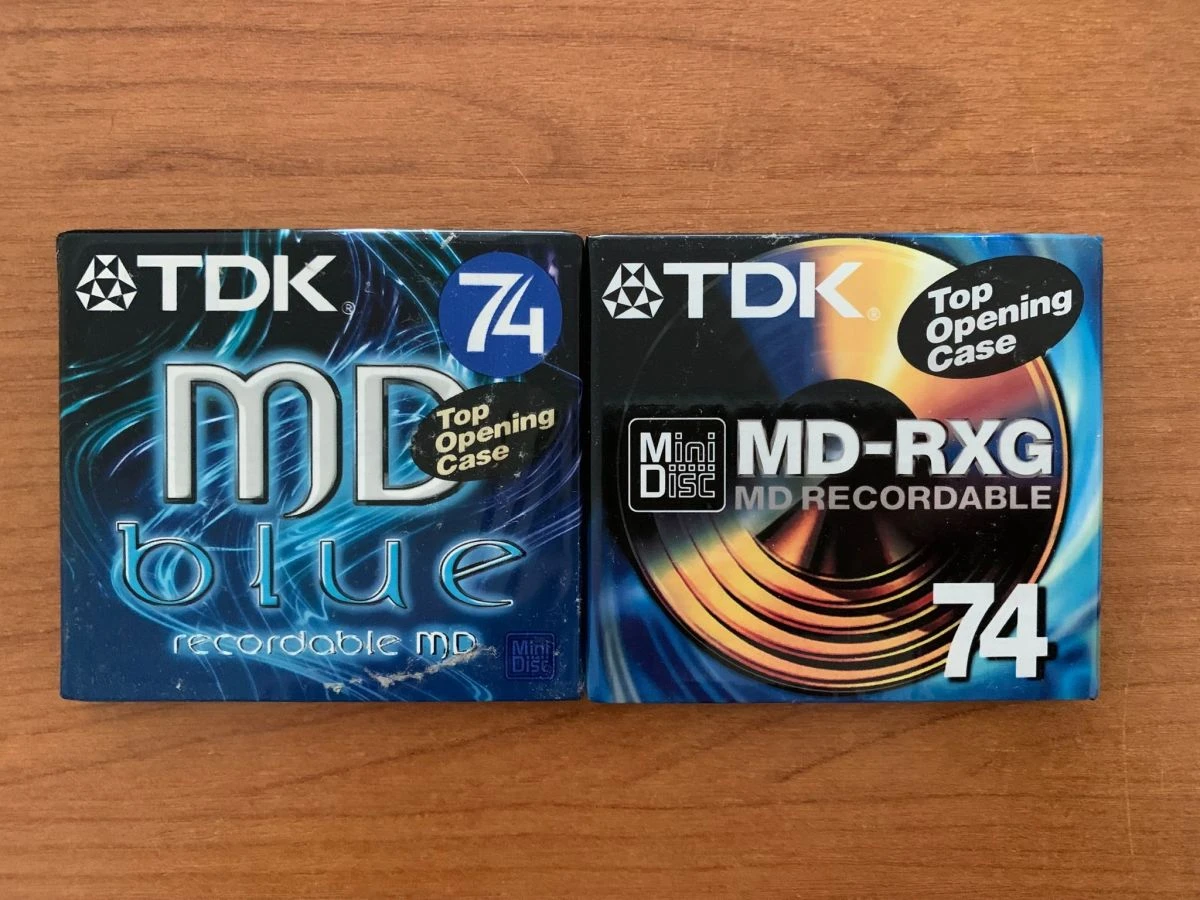 TDK®
74
MD
Top
Opening
Case
blue
recordable MD
Mini
Disc
TDK®
Top
Opening
Case
Mini
Disc
MD-RXG
MD RECORDABLE
74